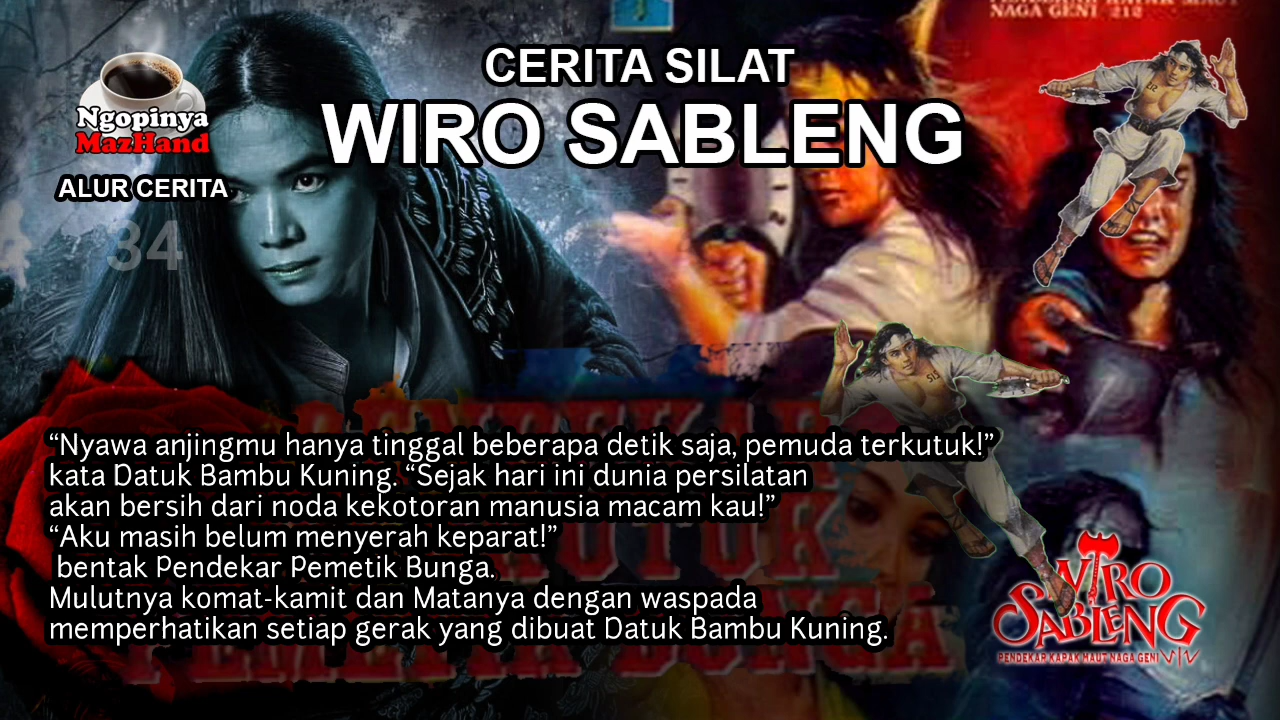 PENDEKAR KAPAK MAUT
NAGA GENI 212
CERITA SILAT
WIRO SABLENG
Ngopinya
MazHand
ALUR CERITA
34
“Nyawa anjingmu hanya tinggal beberapa detik saja, pemuda terkutuk!”
kata Datuk Bambu Kuning. “Sejak hari ini dunia persilatan
akan bersih dari noda kekotoran manusia macam kau!”
“Aku masih belum menyerah keparat!”
bentak Pendekar Pemetik Bunga.
Mulutnya komat-kamit dan Matanya dengan waspada
memperhatikan setiap gerak yang dibuat Datuk Bambu Kuning.
WIRO
SABLENG
PENDEKAR KAPAK MAUT NAGA GENI